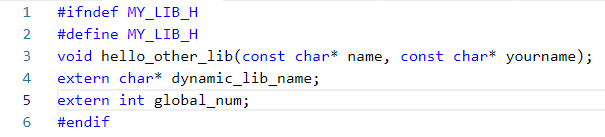 1 #ifndef MY_LIB_H
2 #define MY_LIB_H
3 void hello_other_lib(const char* name, const char* yourname);
4 extern char* dynamic_lib_name;
5 extern int global_num;
6 #endif